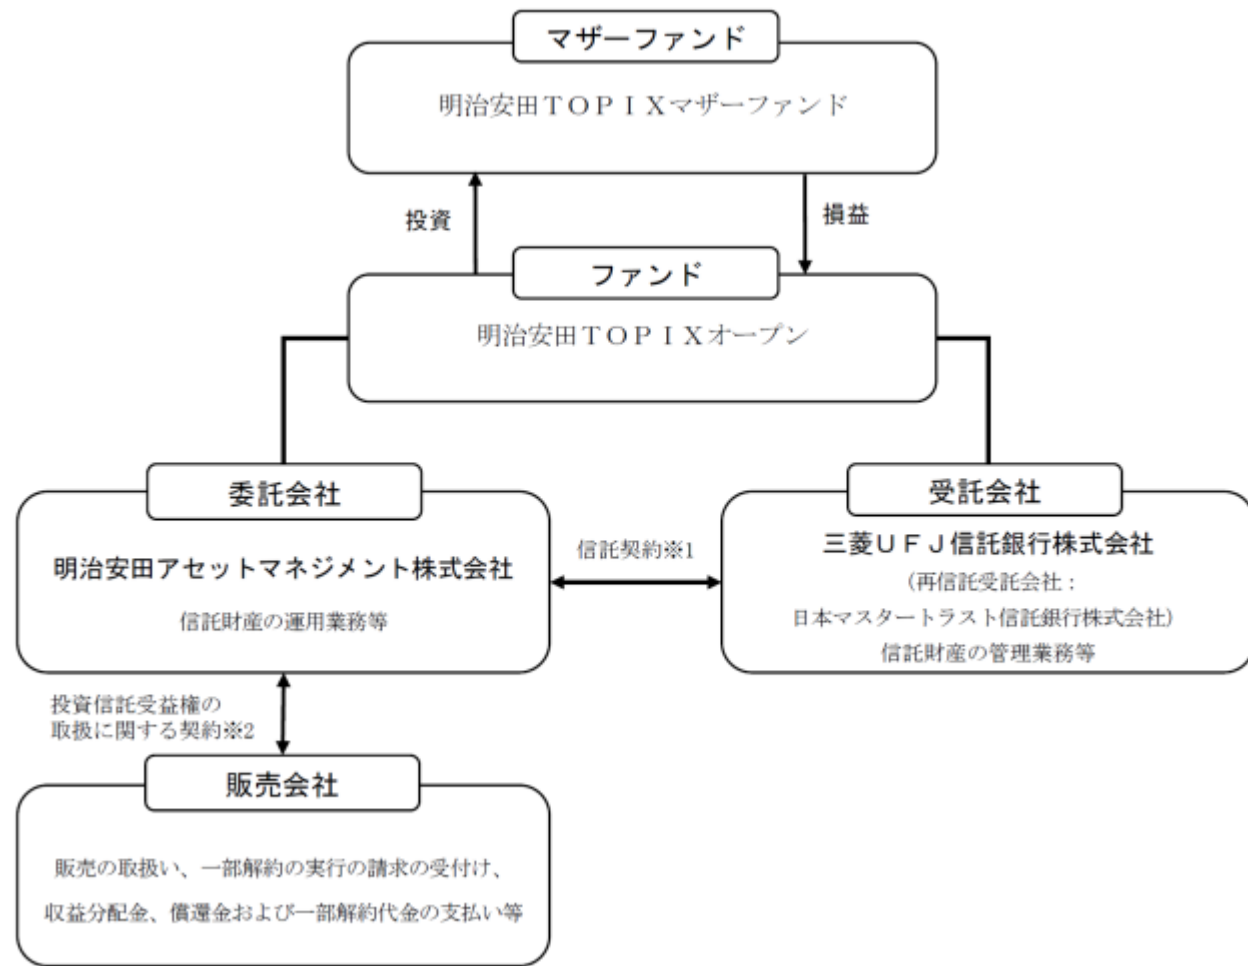 マザーファンド
明治安田ＴＯＰＩＸマザーファンド
投資
損益
ファンド
明治安田ＴＯＰＩＸオープン
委託会社
明治安田アセットマネジメント株式会社
信託財産の運用業務等
信託契約※1
受託会社
三菱ＵＦＪ信託銀行株式会社
（再信託受託会社：
日本マスタートラスト信託銀行株式会社）
信託財産の管理業務等
投資信託受益権の
取扱に関する契約※2
販売会社
販売の取扱い、一部解約の実行の請求の受付け、
収益分配金、償還金および一部解約代金の支払い等